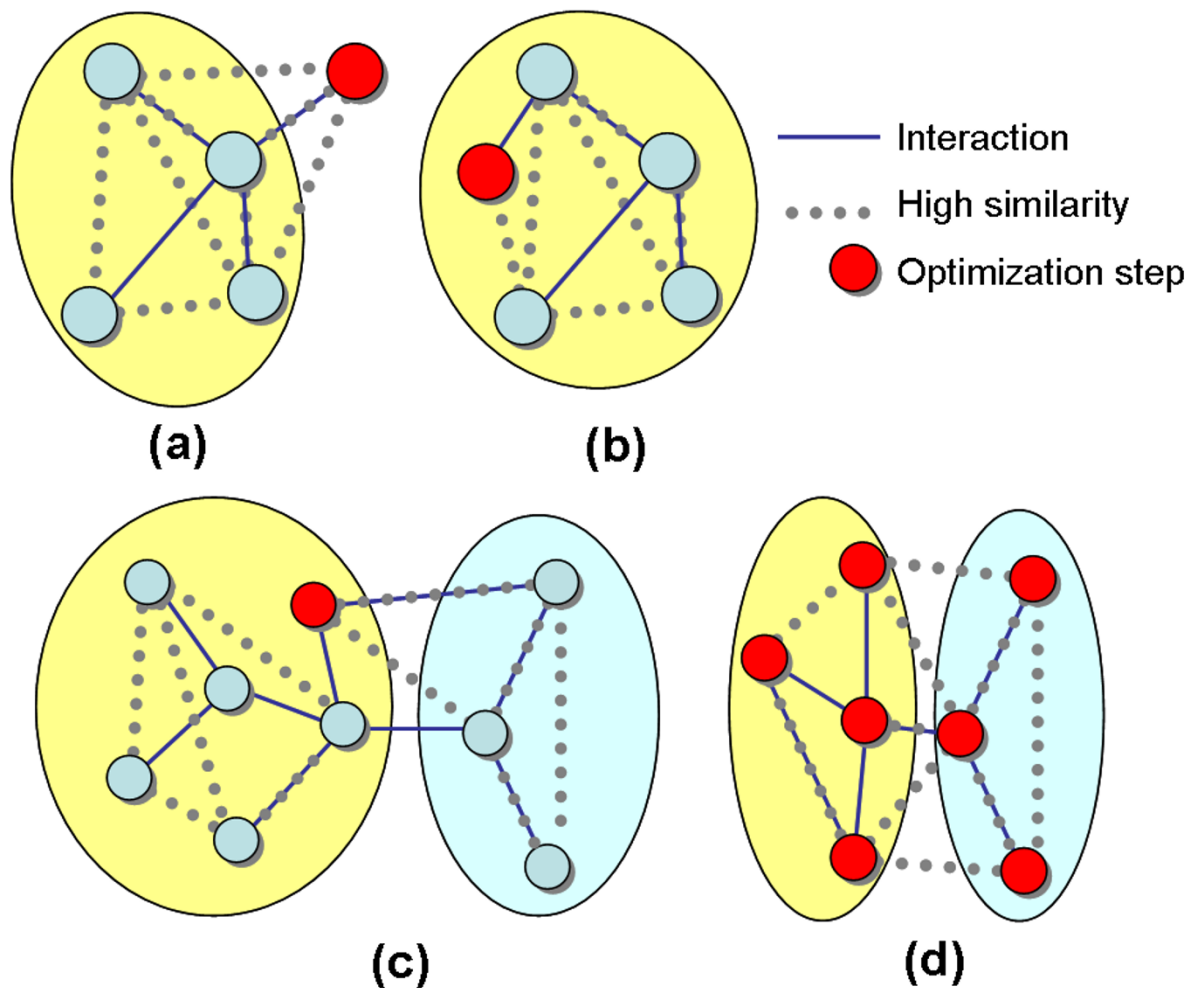 Interaction
High similarity
Optimization step
(a)
(b)
(c)
(d)